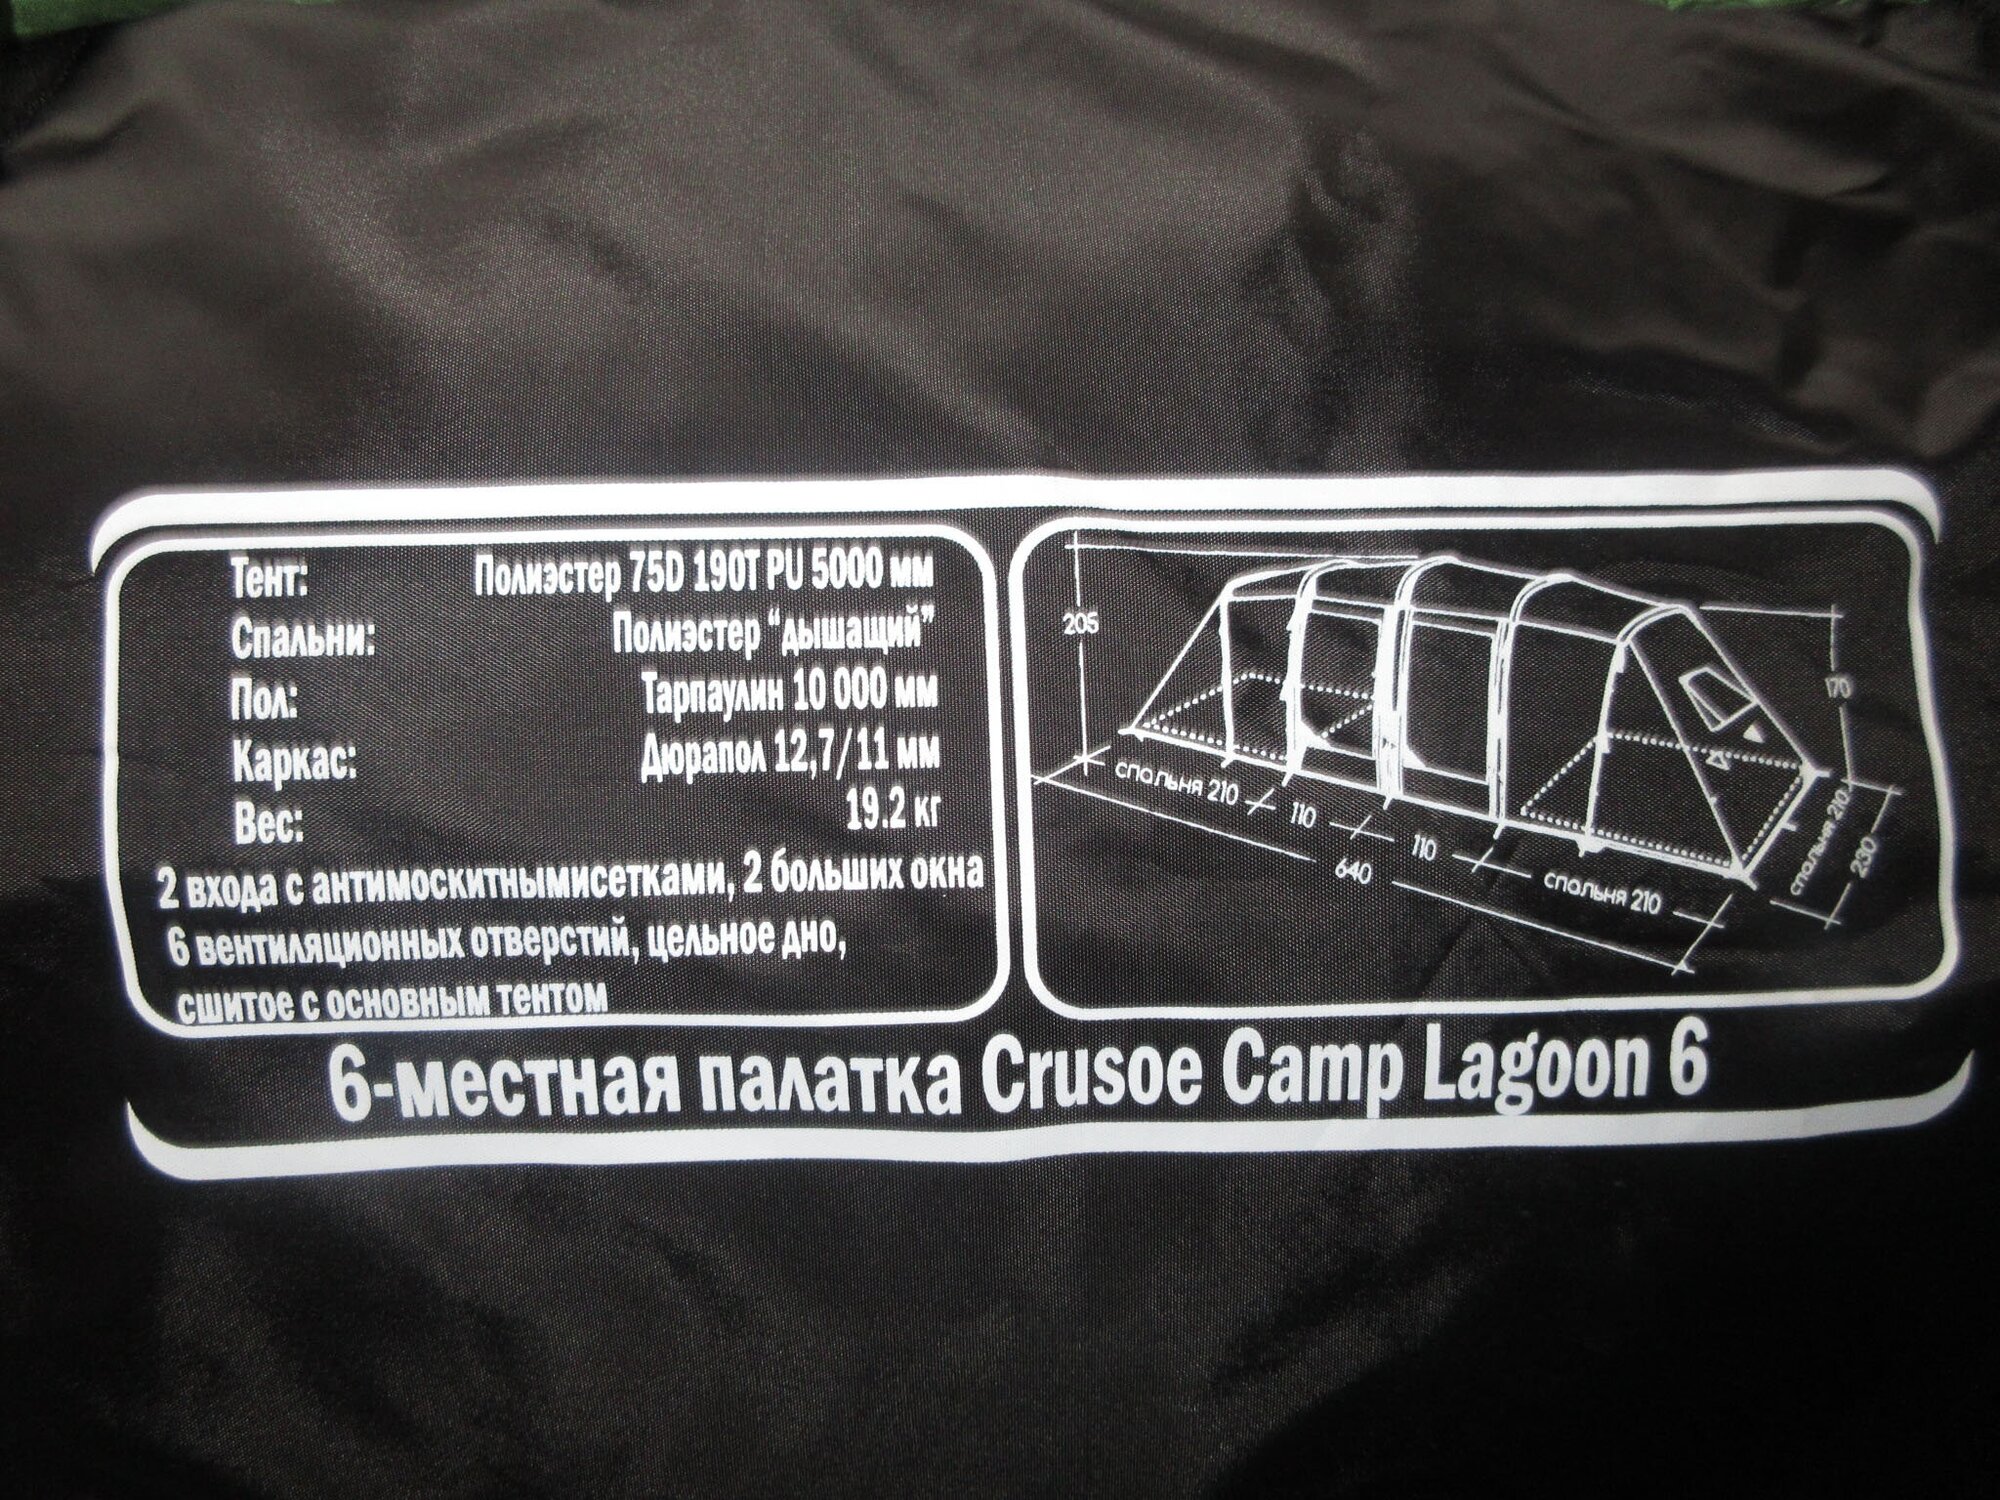 Тент: Полиэстер 75D 190T PU 5000 мм
Спальни: Полиэстер “дышащий”
Пол: Тарпаулин 10 000 мм
Каркас: Дюрапол 12,7/11 мм
Вес: 19.2 кг
2 входа с антимоскитнымисетками, 2 больших окна
6 вентиляционных отверстий, цельное дно,
сшитое с основным тентом
205
170
спальня 210
110
110
спальня 210
640
спальня 210
230
6-местная палатка Crusoe Camp Lagoon 6